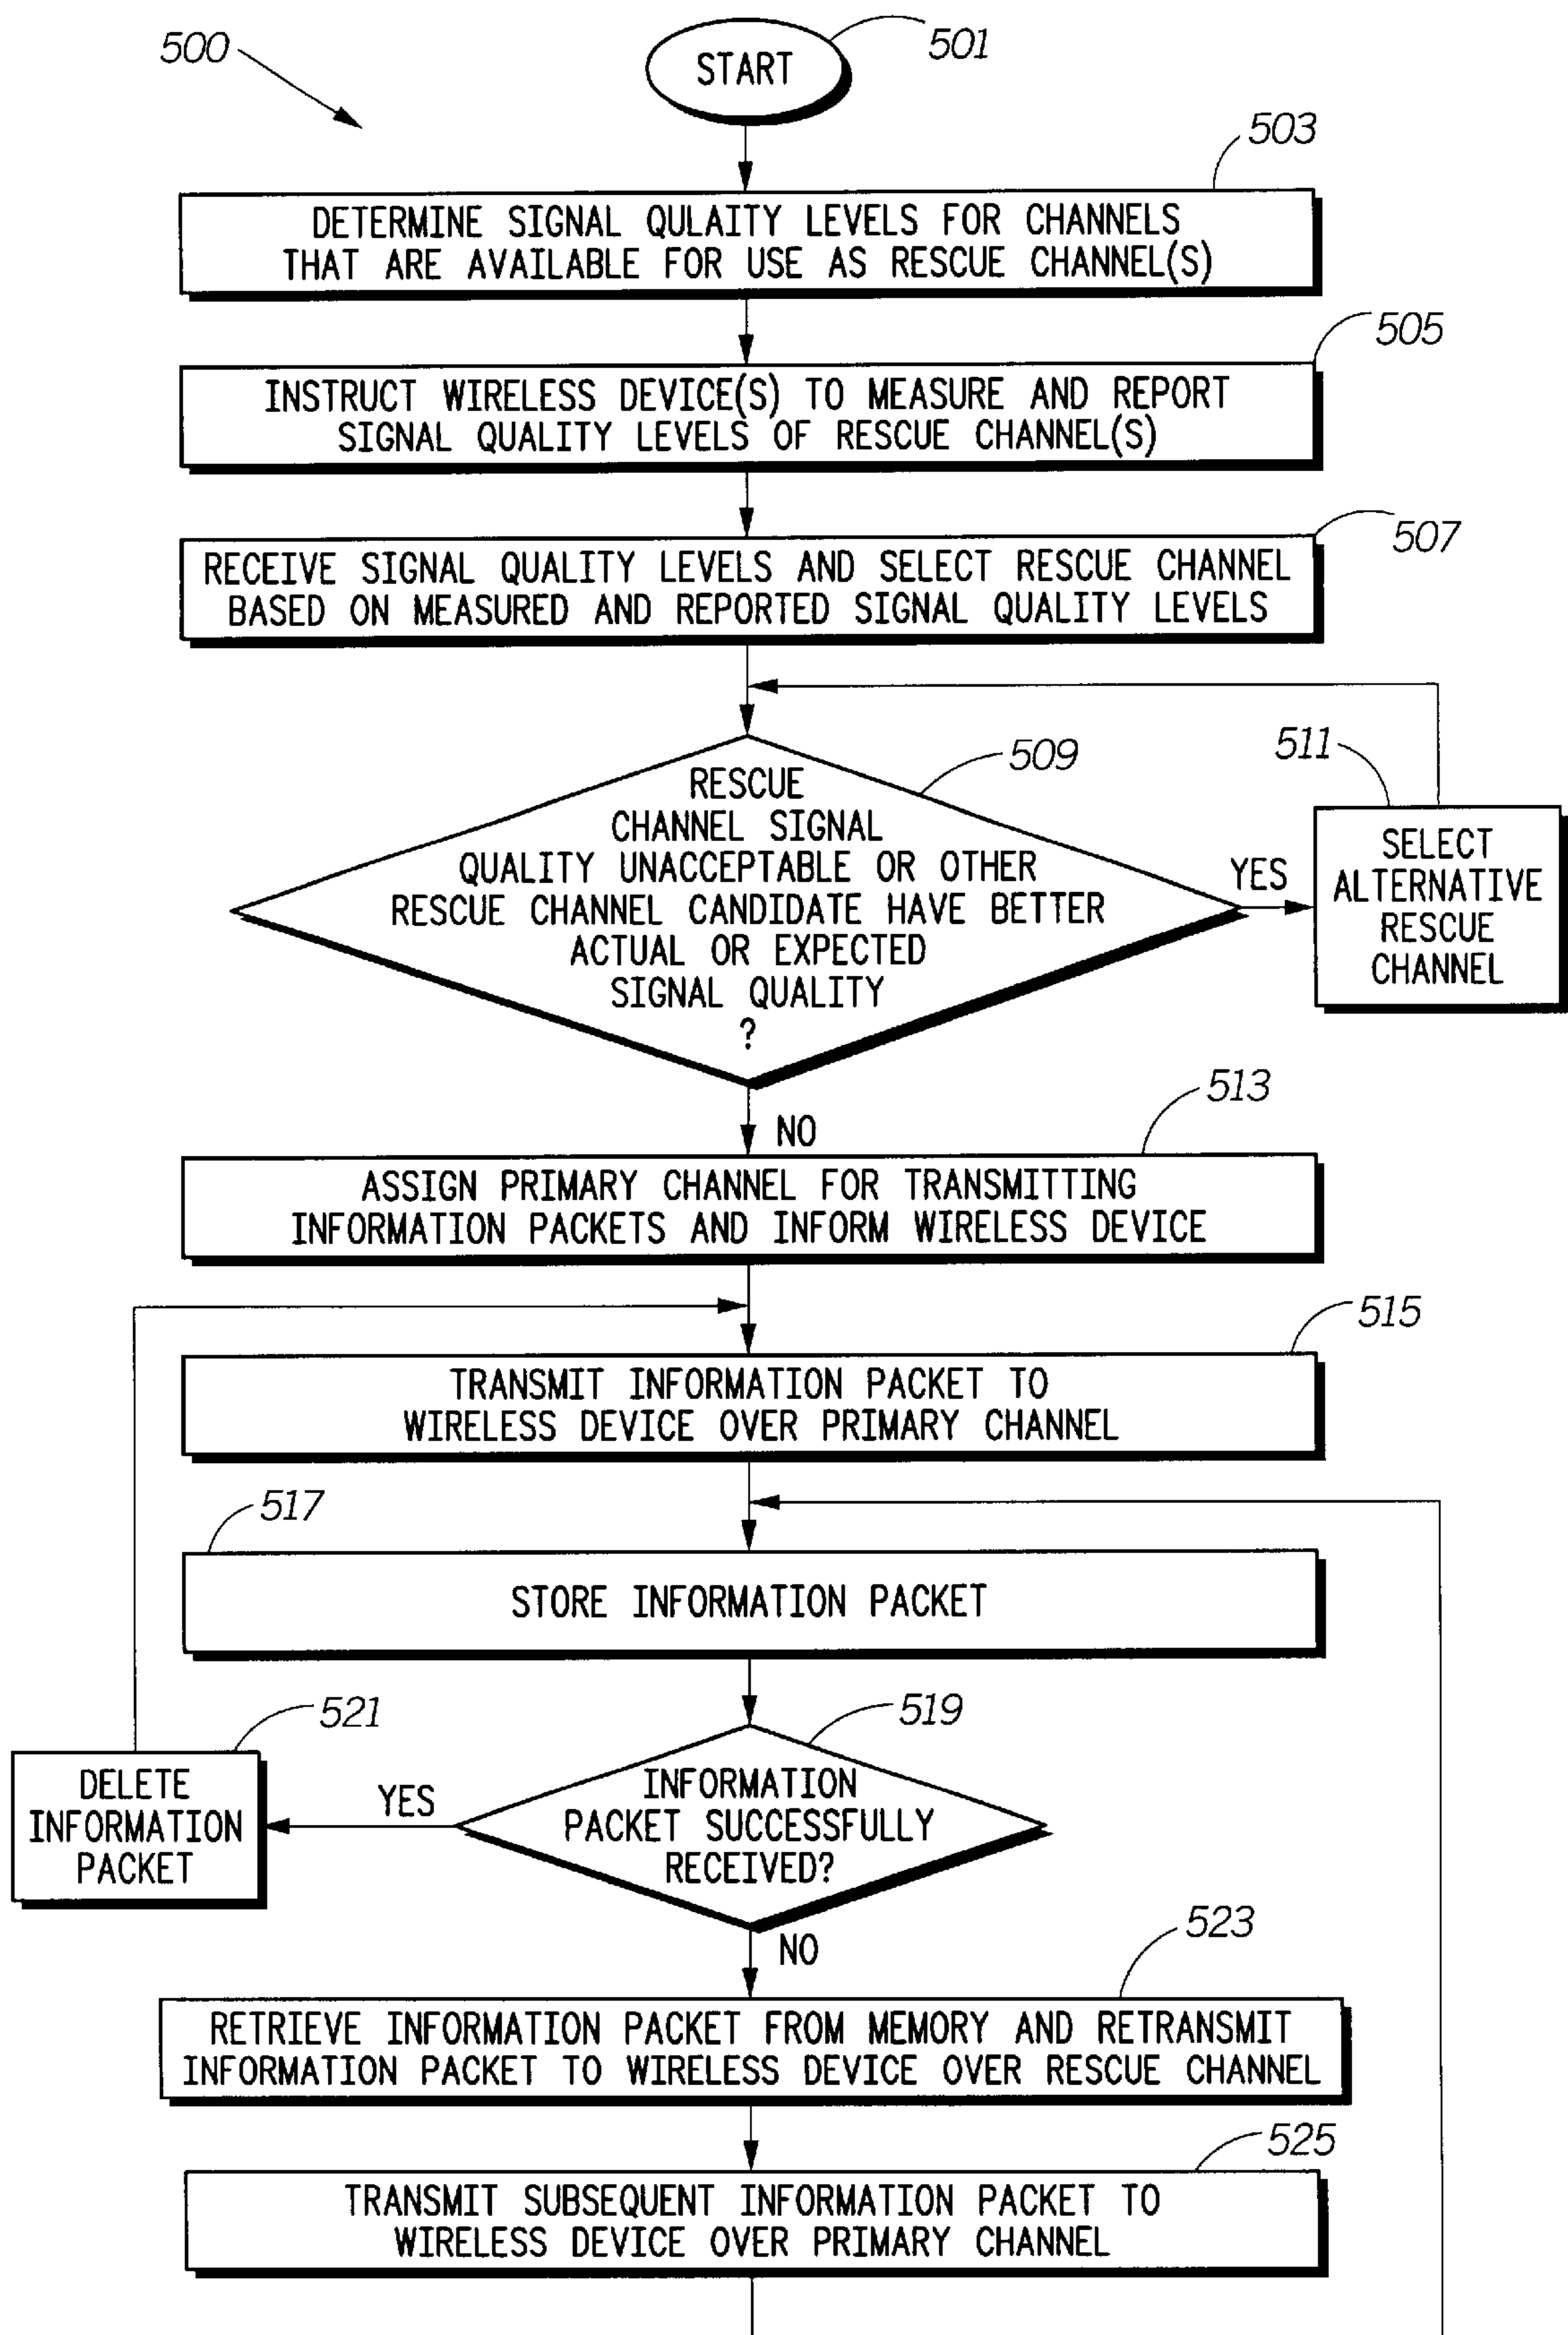 500
START
501
503
DETERMINE SIGNAL QULAITY LEVELS FOR CHANNELS
THAT ARE AVAILABLE FOR USE AS RESCUE CHANNEL(S)
505
INSTRUCT WIRELESS DEVICE(S) TO MEASURE AND REPORT
SIGNAL QUALITY LEVELS OF RESCUE CHANNEL(S)
507
RECEIVE SIGNAL QUALITY LEVELS AND SELECT RESCUE CHANNEL
BASED ON MEASURED AND REPORTED SIGNAL QUALITY LEVELS
509
RESCUE
CHANNEL SIGNAL
QUALITY UNACCEPTABLE OR OTHER
RESCUE CHANNEL CANDIDATE HAVE BETTER
ACTUAL OR EXPECTED
SIGNAL QUALITY
?
YES
511
SELECT
ALTERNATIVE
RESCUE
CHANNEL
NO
513
ASSIGN PRIMARY CHANNEL FOR TRANSMITTING
INFORMATION PACKETS AND INFORM WIRELESS DEVICE
515
TRANSMIT INFORMATION PACKET TO
WIRELESS DEVICE OVER PRIMARY CHANNEL
517
STORE INFORMATION PACKET
519
INFORMATION
PACKET SUCCESSFULLY
RECEIVED?
YES
521
DELETE
INFORMATION
PACKET
NO
523
RETRIEVE INFORMATION PACKET FROM MEMORY AND RETRANSMIT
INFORMATION PACKET TO WIRELESS DEVICE OVER RESCUE CHANNEL
525
TRANSMIT SUBSEQUENT INFORMATION PACKET TO
WIRELESS DEVICE OVER PRIMARY CHANNEL